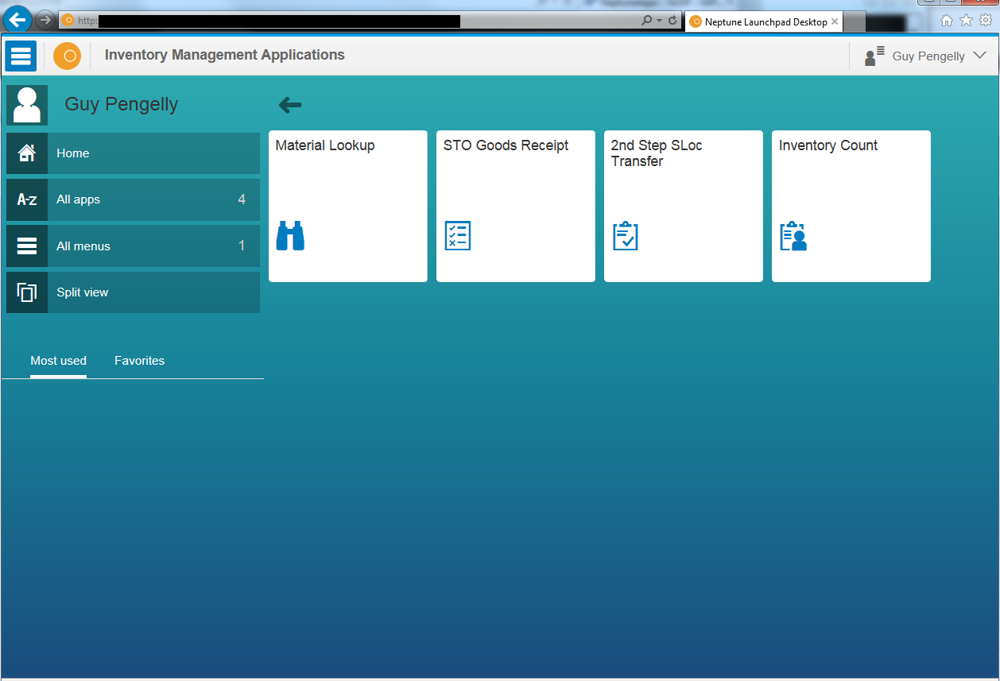 http:
Neptune Launchpad Desktop
Inventory Management Applications
Guy Pengelly
Guy Pengelly
Home
A-z
All apps 4
All menus 1
Split view
Most used Favorites
Material Lookup
STO Goods Receipt
2nd Step SLoc
Transfer
Inventory Count